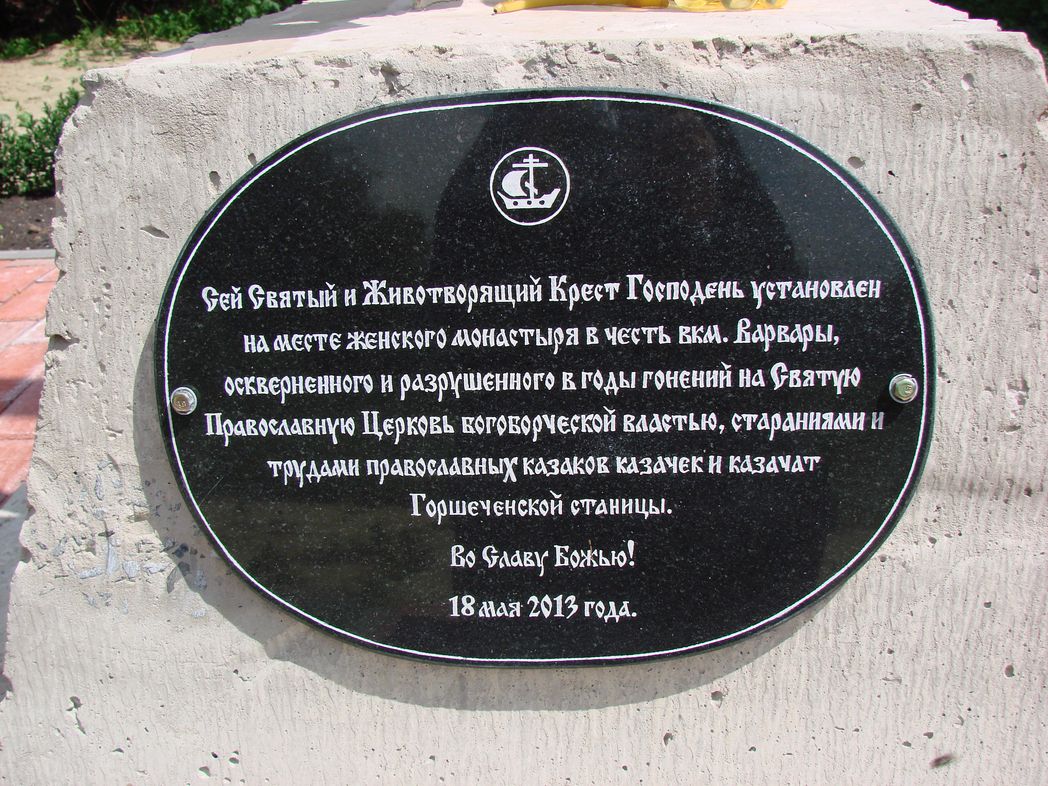 Сей Святый и Животворящий Крест Господень установлен
на месте женского монастыря в честь вкм. Варвары,
оскверненного и разрушенного в годы гонений на Святую
Православную Церковь богоборческой властью, стараниями и
трудами православных казаков казачек и казачат
Горшеченской станицы.
Во Славу Божью!
18 мая 2013 года.